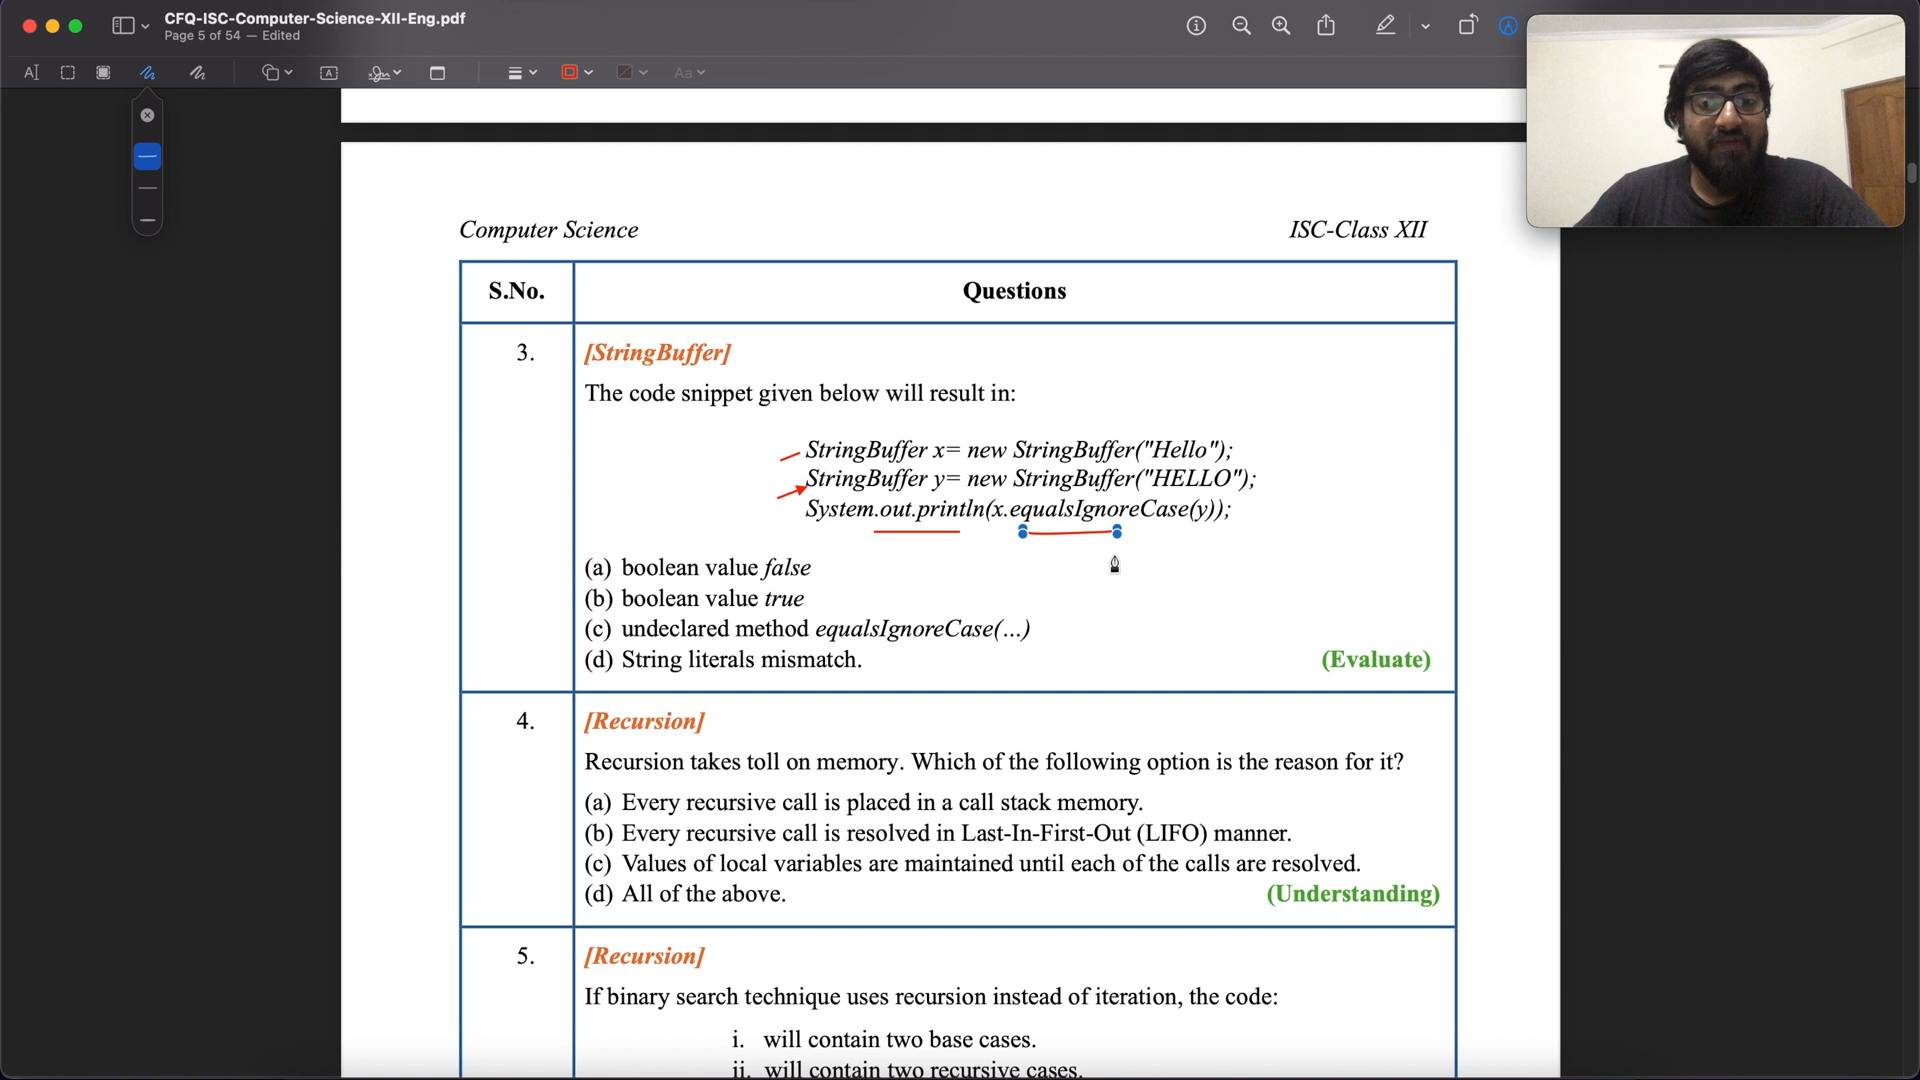 CFQ-ISC-Computer-Science-XII-Eng.pdf
Page 5 of 54 — Edited
Computer Science
ISC-Class XII
S.No.
Questions
3.
[StringBuffer]
The code snippet given below will result in:
StringBuffer x= new StringBuffer("Hello");
StringBuffer y= new StringBuffer("HELLO");
System.out.println(x.equalsIgnoreCase(y));
(a) boolean value false
(b) boolean value true
(c) undeclared method equalsIgnoreCase(…)
(d) String literals mismatch.
(Evaluate)
4.
[Recursion]
Recursion takes toll on memory. Which of the following option is the reason for it?
(a) Every recursive call is placed in a call stack memory.
(b) Every recursive call is resolved in Last-In-First-Out (LIFO) manner.
(c) Values of local variables are maintained until each of the calls are resolved.
(d) All of the above.
(Understanding)
5.
[Recursion]
If binary search technique uses recursion instead of iteration, the code:
i. will contain two base cases.
ii. will contain two recursive cases.